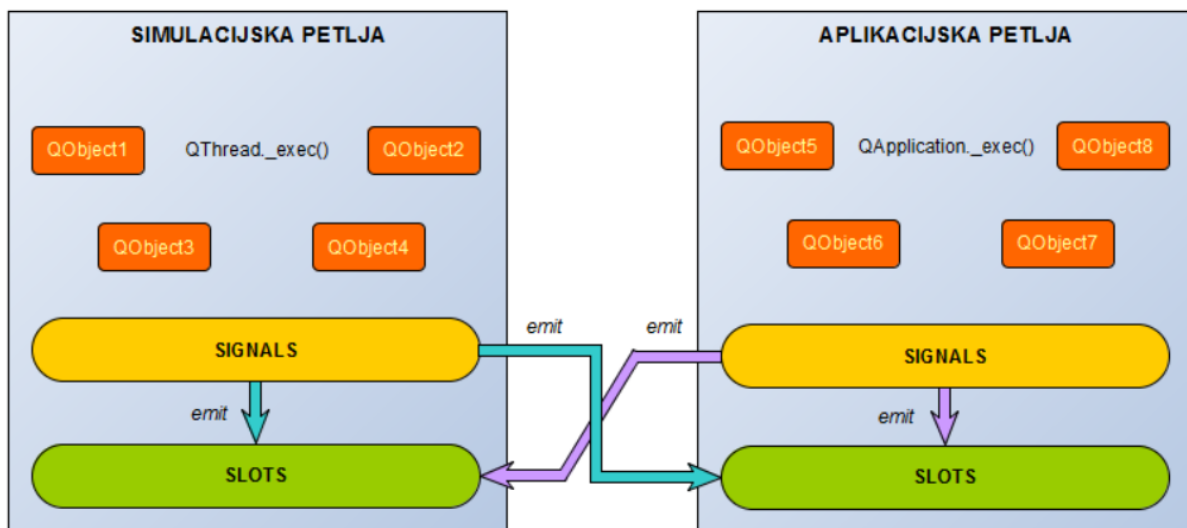 SIMULACIJSKA PETLJA
QObject1
QThread._exec()
QObject2
QObject3
QObject4
SIGNALS
emit
SLOTS
emit
emit
APLIKACIJSKA PETLJA
QObject5
QApplication._exec()
QObject8
QObject6
QObject7
SIGNALS
emit
SLOTS